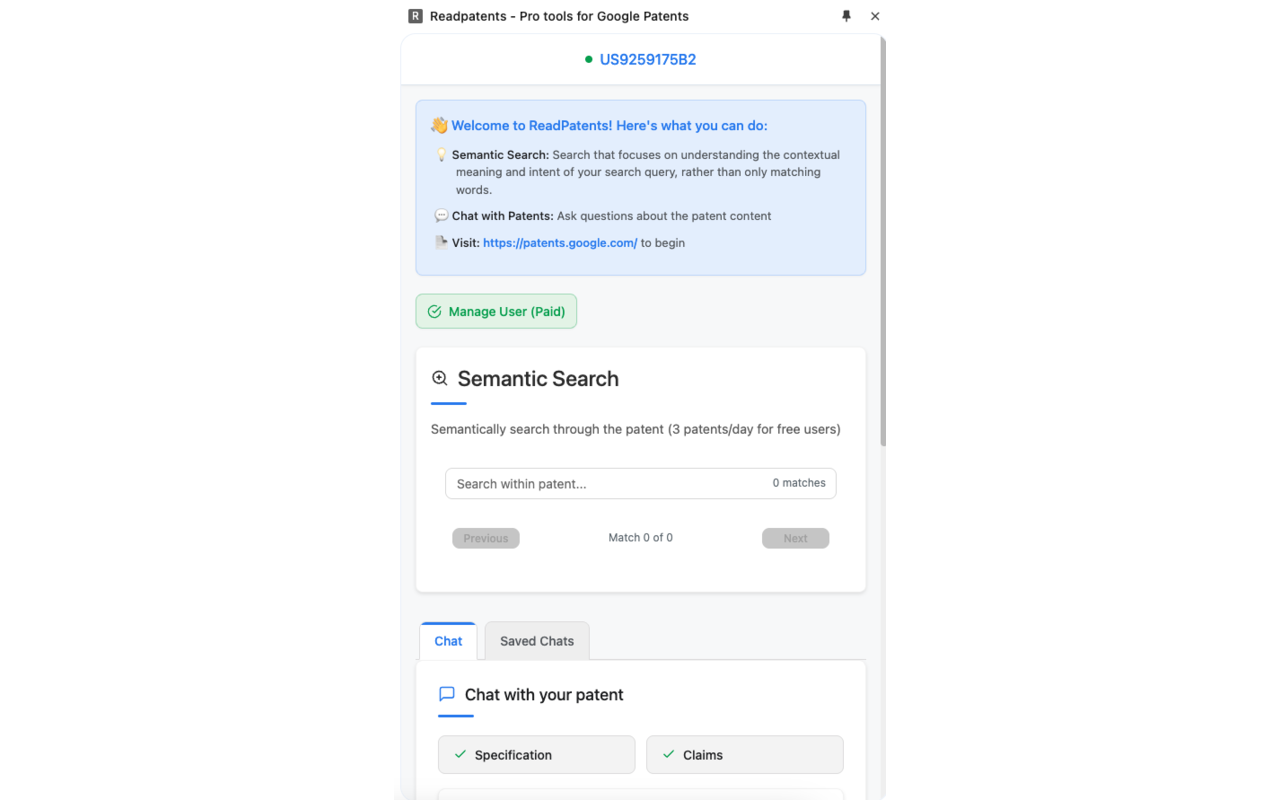 R Readpatents - Pro tools for Google Patents
US9259175B2
👋 Welcome to ReadPatents! Here's what you can do:
💡 Semantic Search: Search that focuses on understanding the contextual
meaning and intent of your search query, rather than only matching
words.
💬 Chat with Patents: Ask questions about the patent content
Visit: https://patents.google.com/ to begin
Manage User (Paid)
Semantic Search
Semantically search through the patent (3 patents/day for free users)
Search within patent... 0 matches
Previous Match 0 of 0 Next
Chat Saved Chats
Chat with your patent
Specification Claims